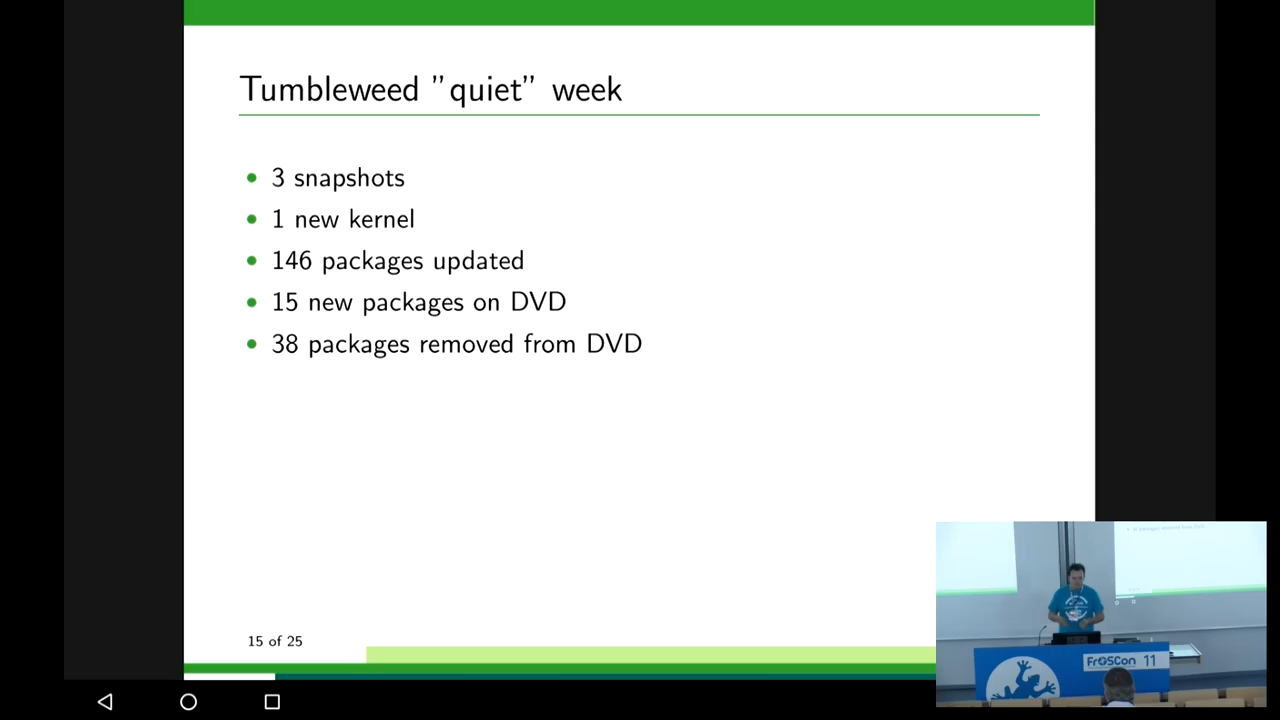 Tumbleweed ”quiet” week
3 snapshots
1 new kernel
146 packages updated
15 new packages on DVD
38 packages removed from DVD
15 of 25
FrOSCon 11